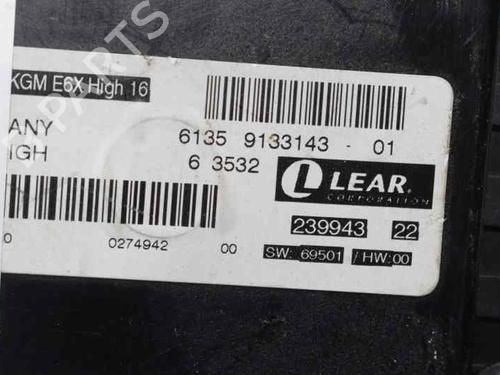 KGM E6X High 16
ANY
6135 9133143 - 01
IGH
6 3532
LEAR
CORPORATION
239943 22
0 0274942 00
SW: 69501 / HW:00
PARTS